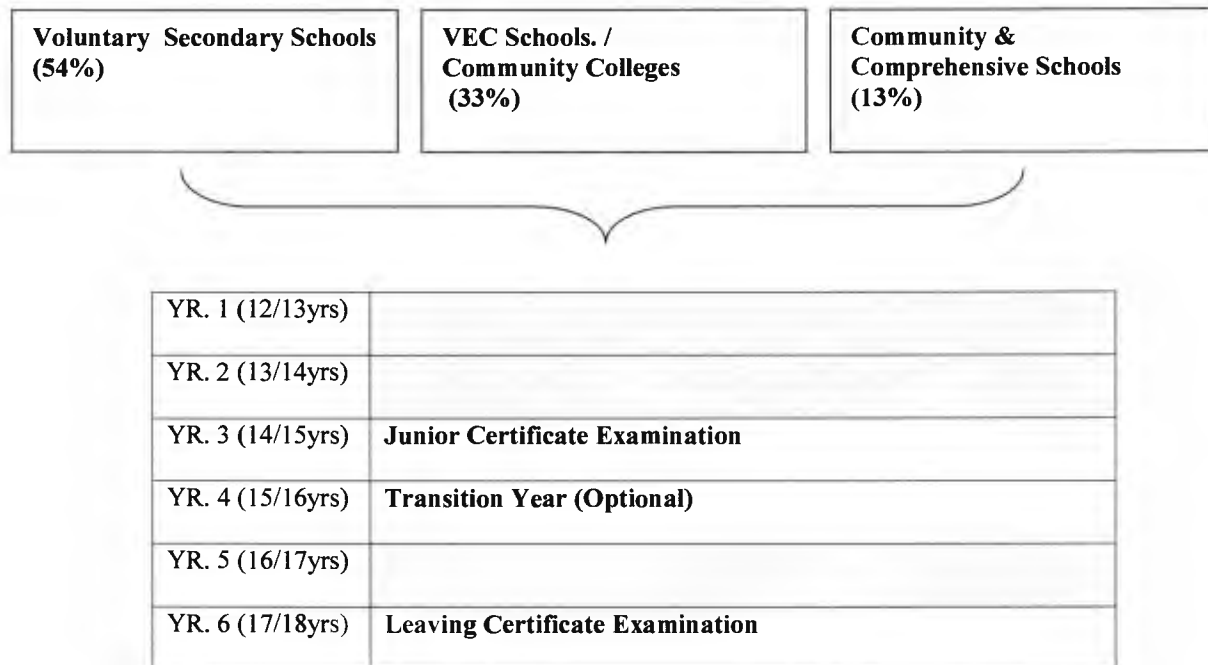 Voluntary Secondary Schools
(54%)
VEC Schools. /
Community Colleges
(33%)
Community &
Comprehensive Schools
(13%)
YR. 1 (12/13yrs)
YR. 2 (13/14yrs)
YR. 3 (14/15yrs) Junior Certificate Examination
YR. 4 (15/16yrs) Transition Year (Optional)
YR. 5 (16/17yrs)
YR. 6 (17/18yrs) Leaving Certificate Examination